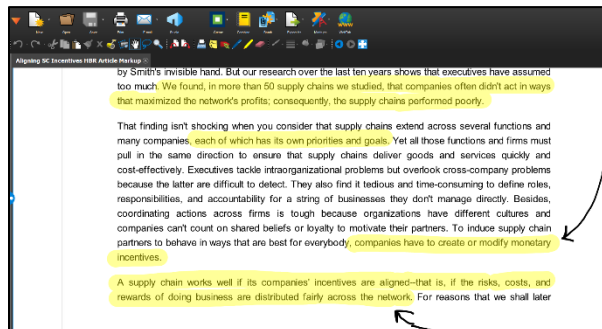 Aligning SC Incentives HBR Article Markup
by Smith's invisible hand. But our research over the last ten years shows that executives have assumed
too much. We found, in more than 50 supply chains we studied, that companies often didn't act in ways
that maximized the network's profits; consequently, the supply chains performed poorly.
That finding isn't shocking when you consider that supply chains extend across several functions and
many companies, each of which has its own priorities and goals. Yet all those functions and firms must
pull in the same direction to ensure that supply chains deliver goods and services quickly and
cost-effectively. Executives tackle intraorganizational problems but overlook cross-company problems
because the latter are difficult to detect. They also find it tedious and time-consuming to define roles,
responsibilities, and accountability for a string of businesses they don't manage directly. Besides,
coordinating actions across firms is tough because organizations have different cultures and
companies can't count on shared beliefs or loyalty to motivate their partners. To induce supply chain
partners to behave in ways that are best for everybody, companies have to create or modify monetary
incentives.
A supply chain works well if its companies' incentives are aligned--that is, if the risks, costs, and
rewards of doing business are distributed fairly across the network. For reasons that we shall later